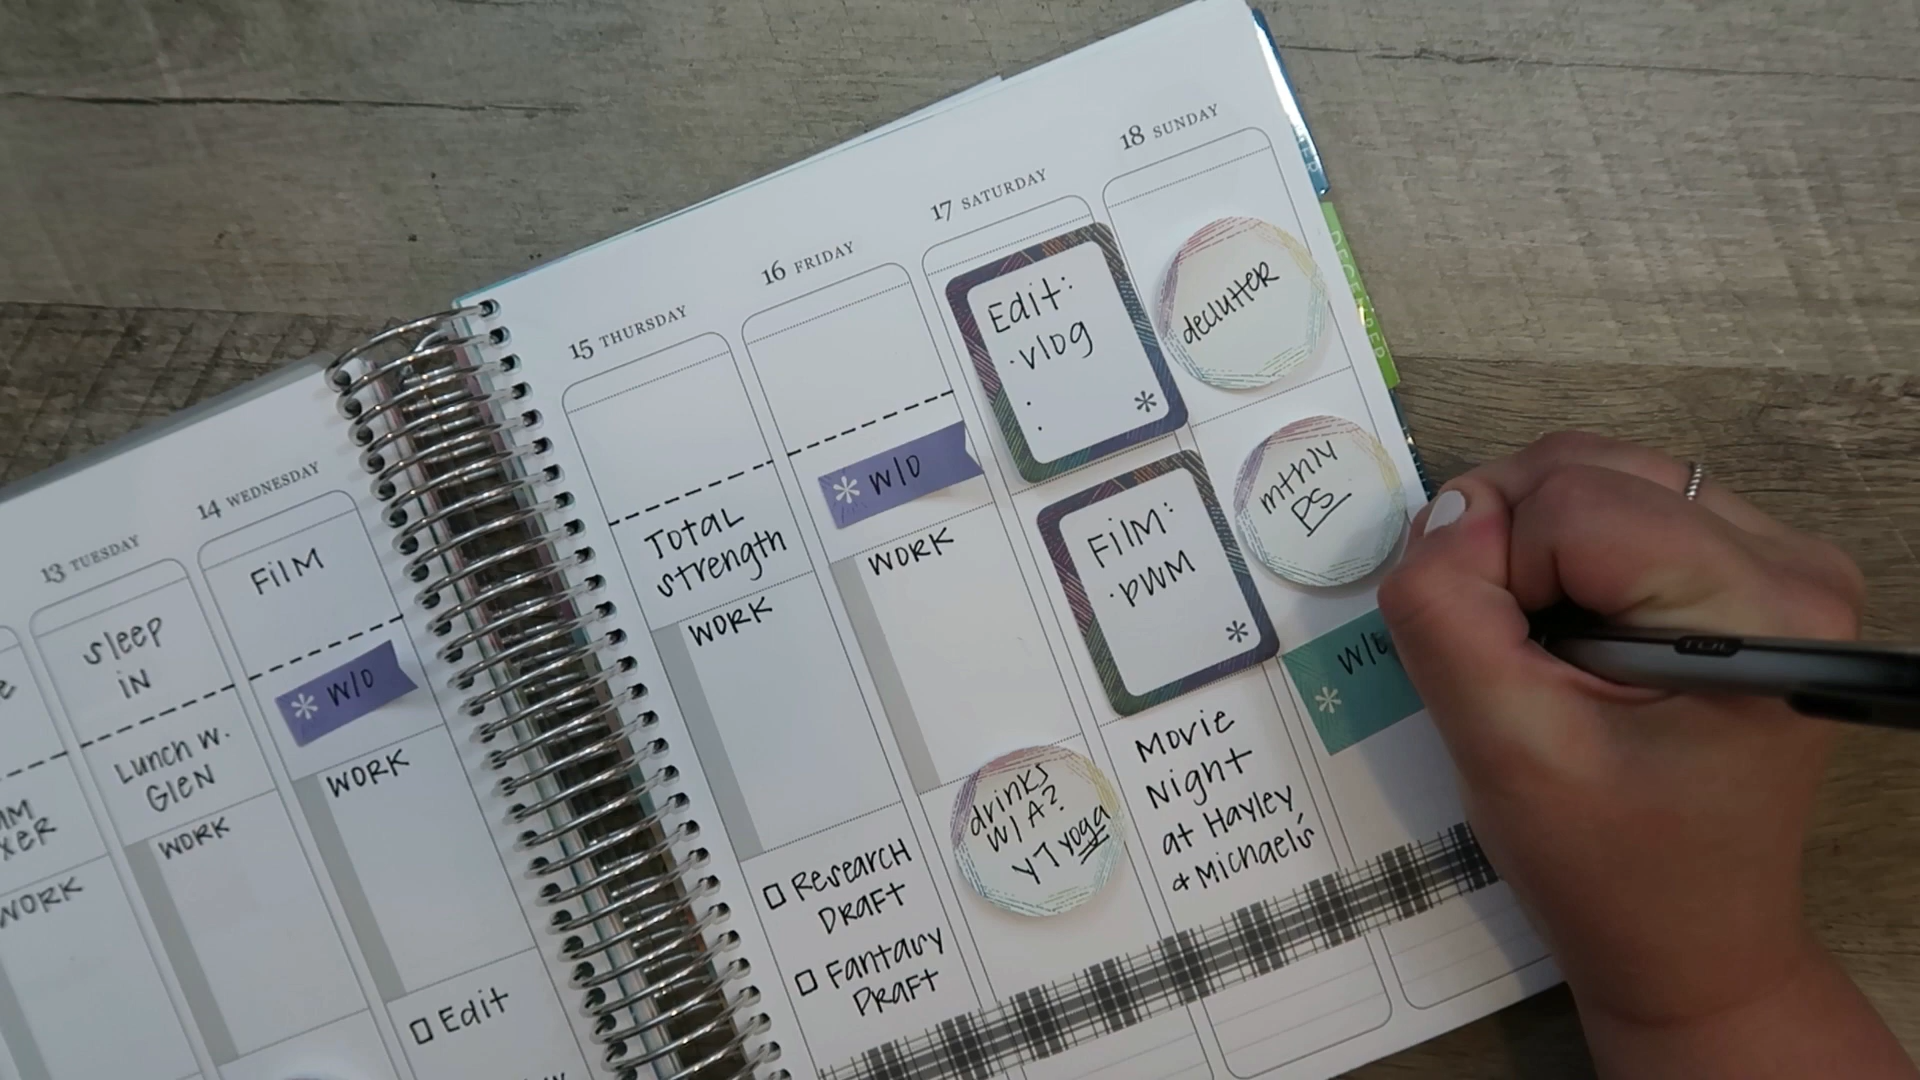 13 TUESDAY
sleep
IN
Lunch w.
GLEN
WORK
WORK
14 WEDNESDAY
FILM
* W/O
WORK
Edit
15 THURSDAY
TOTAL
strength
WORK
Research
DRAFT
Fantasy
DRAFT
16 FRIDAY
* W/O
WORK
drinks
W/ A?
Y7 yoga
17 SATURDAY
Edit:
· vlog
·
·
*
FILM:
· PWM
*
MOVIE
Night
at Hayley
& Michael's
18 SUNDAY
declutter
mthly
PS
*
DECEMBER